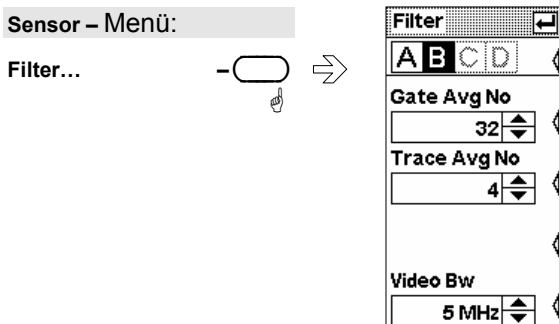 Sensor – Menü:
Filter…
Filter
A B C D
Gate Avg No
32
Trace Avg No
4
Video Bw
5 MHz